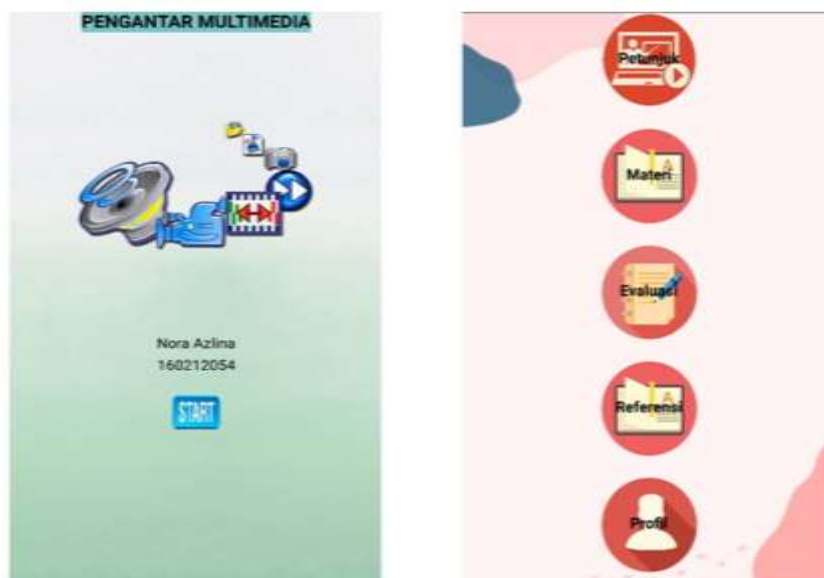 PENGANTAR MULTIMEDIA
Nora Azlina
160212054
START
Petunjuk
Materi
Evaluasi
Referensi
Profil